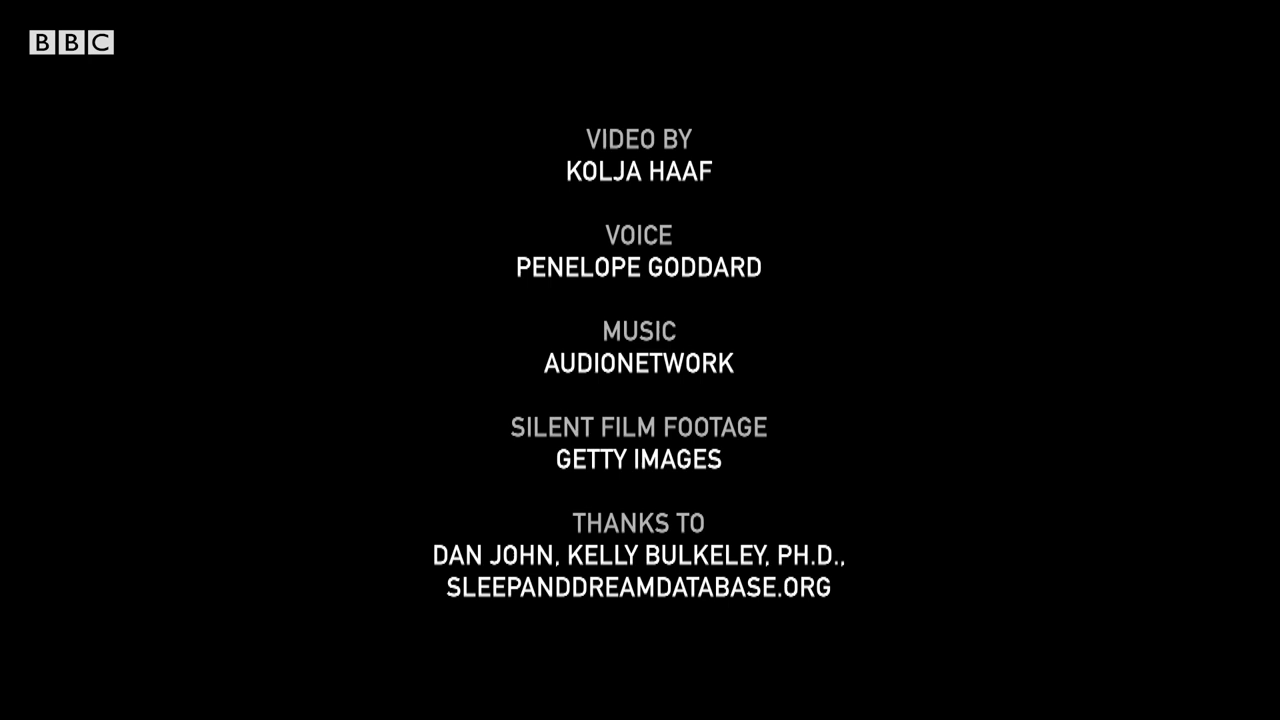 BBC
VIDEO BY
KOLJA HAAF
VOICE
PENELOPE GODDARD
MUSIC
AUDIONETWORK
SILENT FILM FOOTAGE
GETTY IMAGES
THANKS TO
DAN JOHN, KELLY BULKELEY, PH.D.,
SLEEPANDDREAMDATABASE.ORG